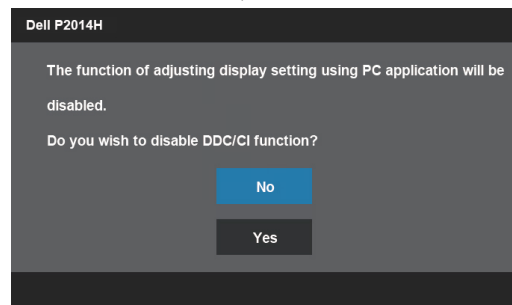 Dell P2014H
The function of adjusting display setting using PC application will be
disabled.
Do you wish to disable DDC/CI function?
No
Yes